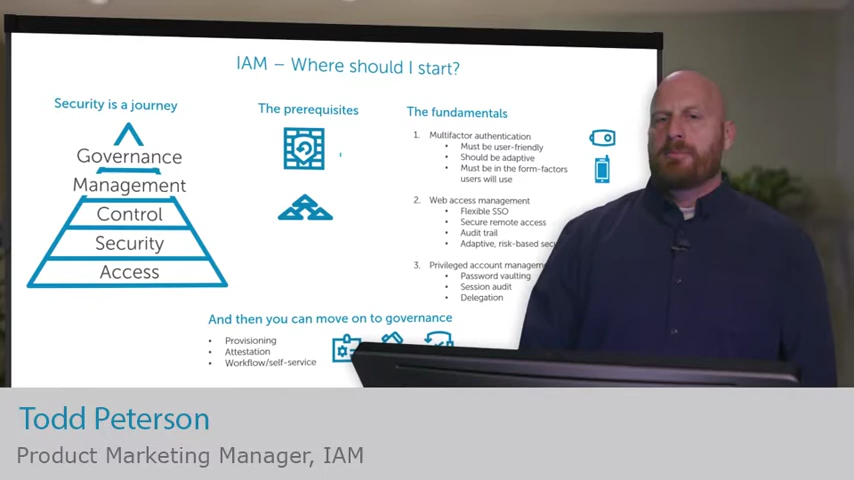 IAM – Where should I start?
Security is a journey
Governance
Management
Control
Security
Access
The prerequisites
The fundamentals
1. Multifactor authentication
• Must be user-friendly
• Should be adaptive
• Must be in the form-factors
users will use
2. Web access management
• Flexible SSO
• Secure remote access
• Audit trail
• Adaptive, risk-based
3. Privileged account
• Password vaulting
• Session audit
• Delegation
And then you can move on to governance
• Provisioning
• Attestation
• Workflow/self-service
Todd Peterson
Product Marketing Manager, IAM